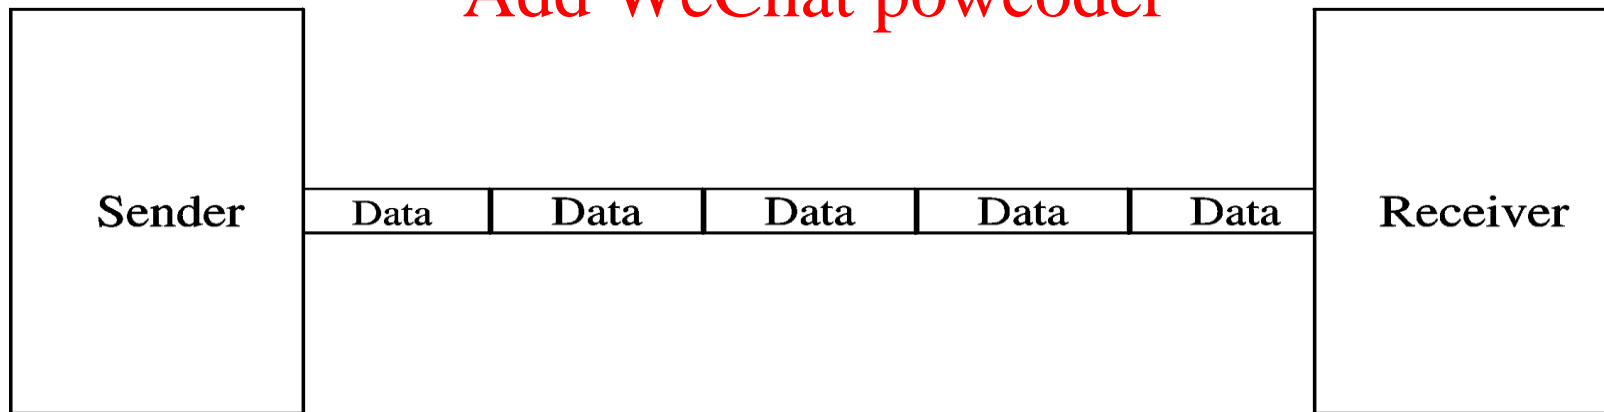 Add WeChat powcoder
Sender Data Data Data Data Data Receiver